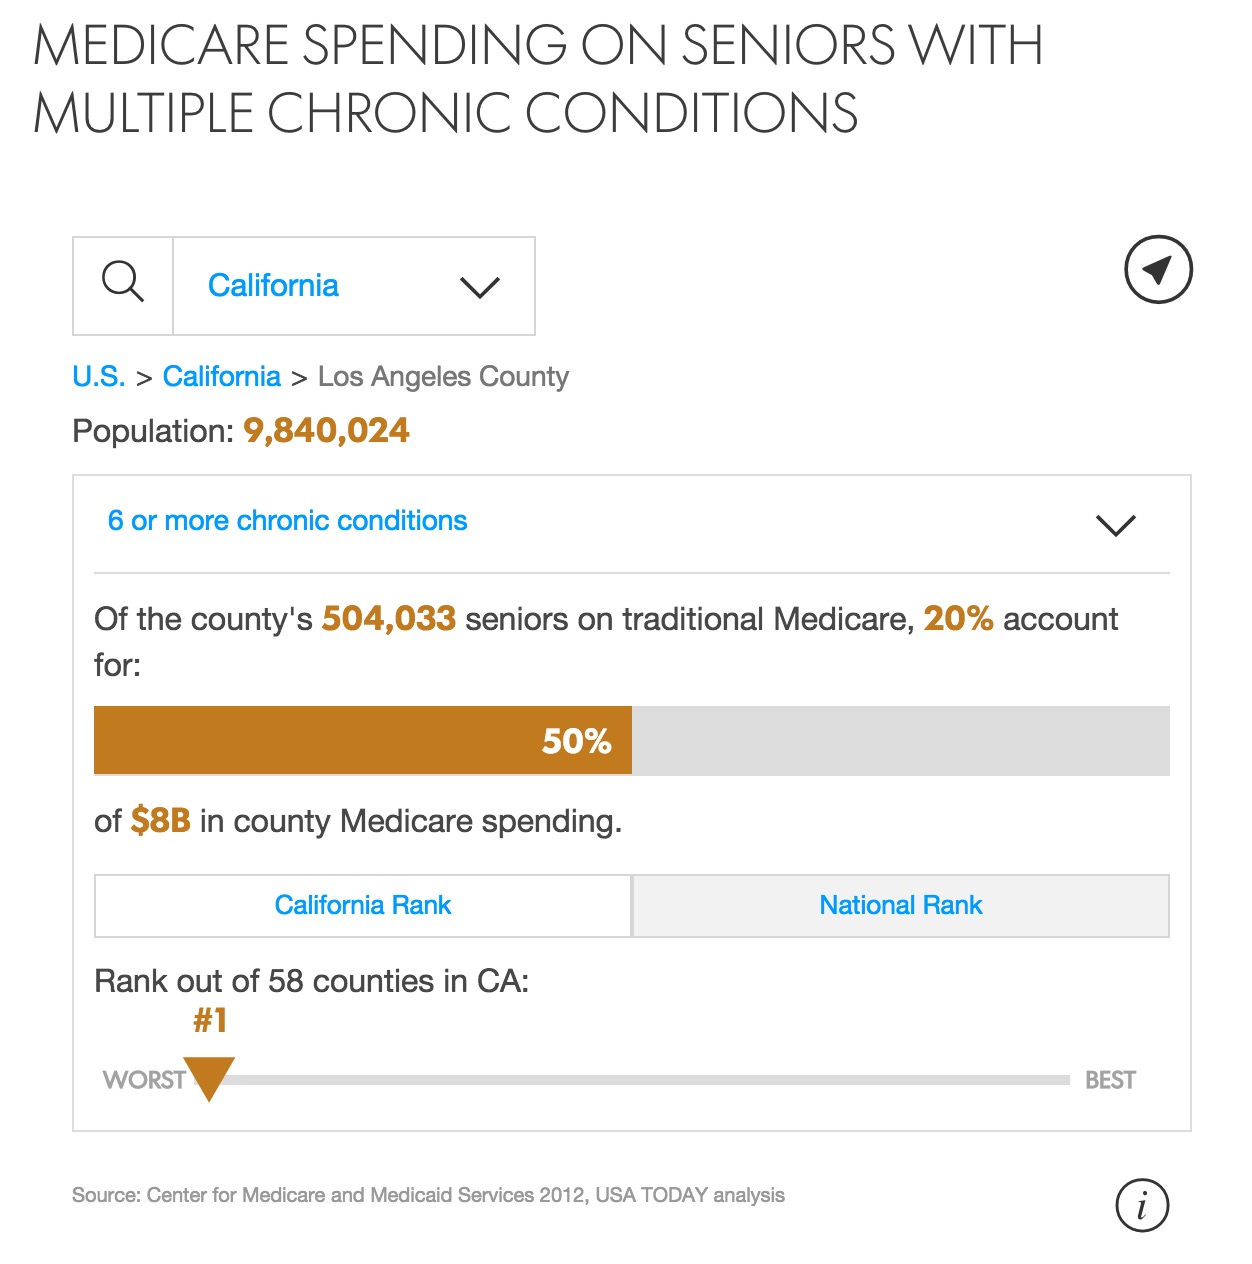 MEDICARE SPENDING ON SENIORS WITH
MULTIPLE CHRONIC CONDITIONS
California
U.S. > California > Los Angeles County
Population: 9,840,024
6 or more chronic conditions
Of the county's 504,033 seniors on traditional Medicare, 20% account
for:
50%
of $8B in county Medicare spending.
California Rank National Rank
Rank out of 58 counties in CA:
#1
WORST BEST
Source: Center for Medicare and Medicaid Services 2012, USA TODAY analysis
i